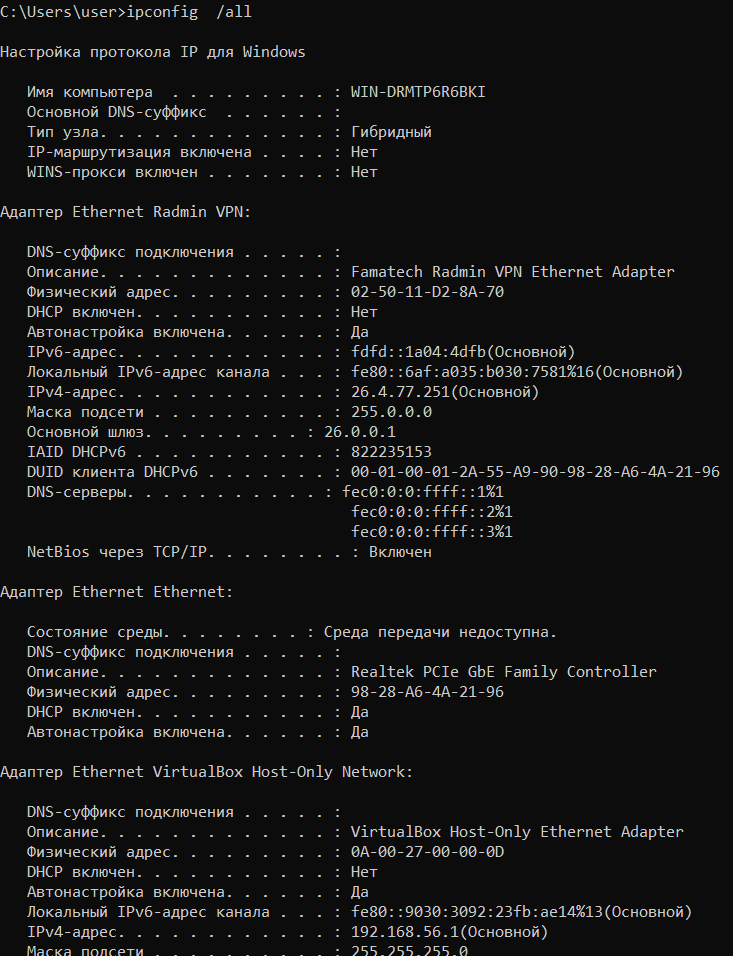 C:\Users\user>ipconfig  /all
Настройка протокола IP для Windows
Имя компьютера  . . . . . . . . . : WIN-DRMTP6R6BKI
Основной DNS-суффикс  . . . . . . :
Тип узла. . . . . . . . . . . . . : Гибридный
IP-маршрутизация включена . . . . : Нет
WINS-прокси включен . . . . . . . : Нет
Адаптер Ethernet Radmin VPN:
DNS-суффикс подключения . . . . . :
Описание. . . . . . . . . . . . . : Famatech Radmin VPN Ethernet Adapter
Физический адрес. . . . . . . . . : 02-50-11-D2-8A-70
DHCP включен. . . . . . . . . . . : Нет
Автонастройка включена. . . . . . : Да
IPv6-адрес. . . . . . . . . . . . : fdfd::1a04:4dfb(Основной)
Локальный IPv6-адрес канала . . . : fe80::6af:a035:b030:7581%16(Основной)
IPv4-адрес. . . . . . . . . . . . : 26.4.77.251(Основной)
Маска подсети . . . . . . . . . . : 255.0.0.0
Основной шлюз. . . . . . . . . : 26.0.0.1
IAID DHCPv6 . . . . . . . . . . . : 822235153
DUID клиента DHCPv6 . . . . . . . : 00-01-00-01-2A-55-A9-90-98-28-A6-4A-21-96
DNS-серверы. . . . . . . . . . . : fec0:0:0:ffff::1%1
fec0:0:0:ffff::2%1
fec0:0:0:ffff::3%1
NetBios через TCP/IP. . . . . . . . : Включен
Адаптер Ethernet Ethernet:
Состояние среды. . . . . . . . : Среда передачи недоступна.
DNS-суффикс подключения . . . . . :
Описание. . . . . . . . . . . . . : Realtek PCIe GbE Family Controller
Физический адрес. . . . . . . . . : 98-28-A6-4A-21-96
DHCP включен. . . . . . . . . . . : Да
Автонастройка включена. . . . . . : Да
Адаптер Ethernet VirtualBox Host-Only Network:
DNS-суффикс подключения . . . . . :
Описание. . . . . . . . . . . . . : VirtualBox Host-Only Ethernet Adapter
Физический адрес. . . . . . . . . : 0A-00-27-00-00-0D
DHCP включен. . . . . . . . . . . : Нет
Автонастройка включена. . . . . . : Да
Локальный IPv6-адрес канала . . . : fe80::9030:3092:23fb:ae14%13(Основной)
IPv4-адрес. . . . . . . . . . . . : 192.168.56.1(Основной)
Маска подсети . . . . . . . . . . : 255.255.255.0